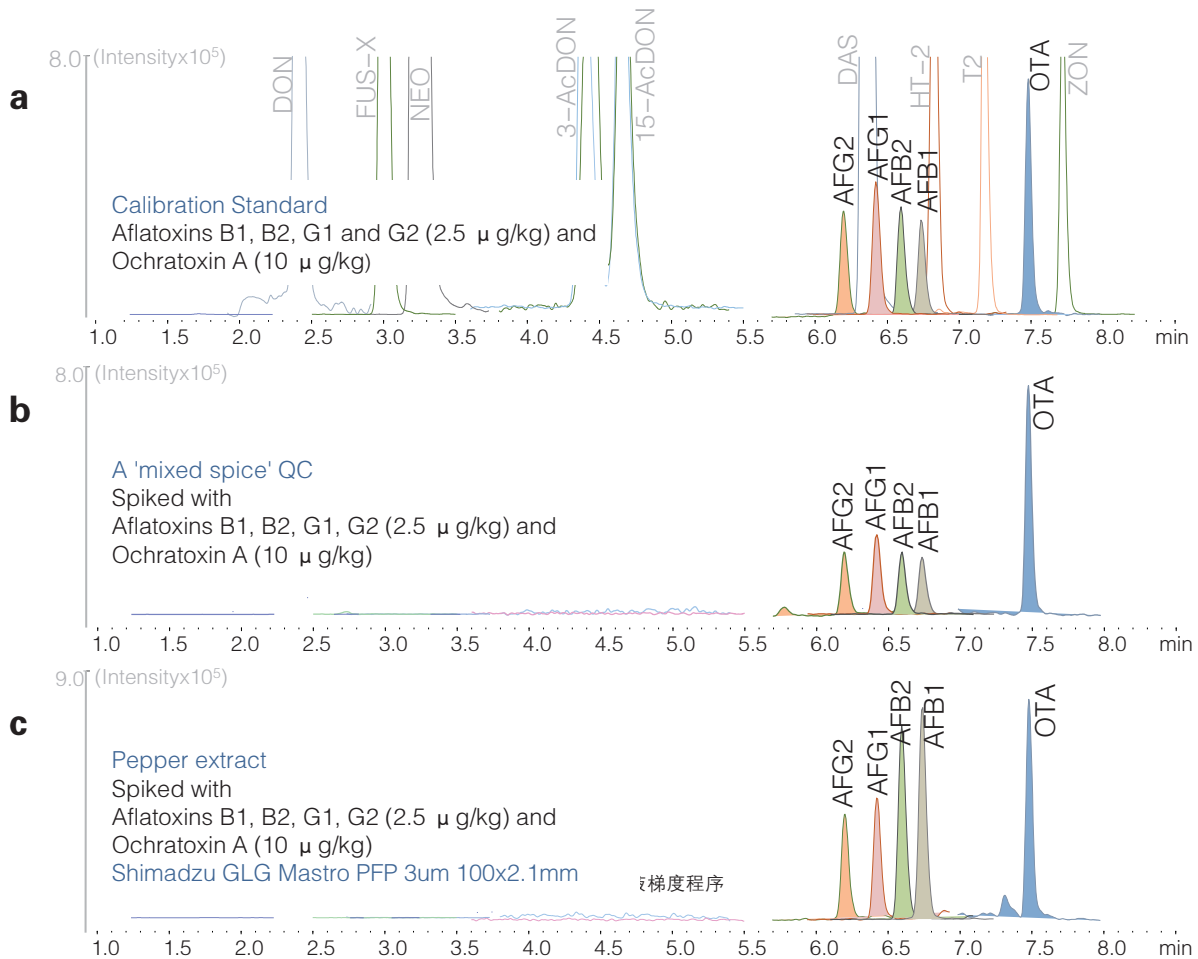 8.0 (Intensityx10⁵)
a
DON
FUS-X
NEO
3-AcDON
15-AcDON
AFG2
DAS
AFG1
AFB2
AFB1
HT-2
T2
OTA
ZON
Calibration Standard
Aflatoxins B1, B2, G1 and G2 (2.5 μ g/kg) and
Ochratoxin A (10 μ g/kg)
1.0 1.5 2.0 2.5 3.0 3.5 4.0 4.5 5.0 5.5 6.0 6.5 7.0 7.5 8.0 min
8.0 (Intensityx10⁵)
b
AFG2
AFG1
AFB2
AFB1
OTA
A 'mixed spice' QC
Spiked with
Aflatoxins B1, B2, G1, G2 (2.5 μ g/kg) and
Ochratoxin A (10 μ g/kg)
1.0 1.5 2.0 2.5 3.0 3.5 4.0 4.5 5.0 5.5 6.0 6.5 7.0 7.5 8.0 min
9.0 (Intensityx10⁵)
c
AFG2
AFG1
AFB2
AFB1
OTA
Pepper extract
Spiked with
Aflatoxins B1, B2, G1, G2 (2.5 μ g/kg) and
Ochratoxin A (10 μ g/kg)
Shimadzu GLG Mastro PFP 3um 100x2.1mm
梯度程序
1.0 1.5 2.0 2.5 3.0 3.5 4.0 4.5 5.0 5.5 6.0 6.5 7.0 7.5 8.0 min